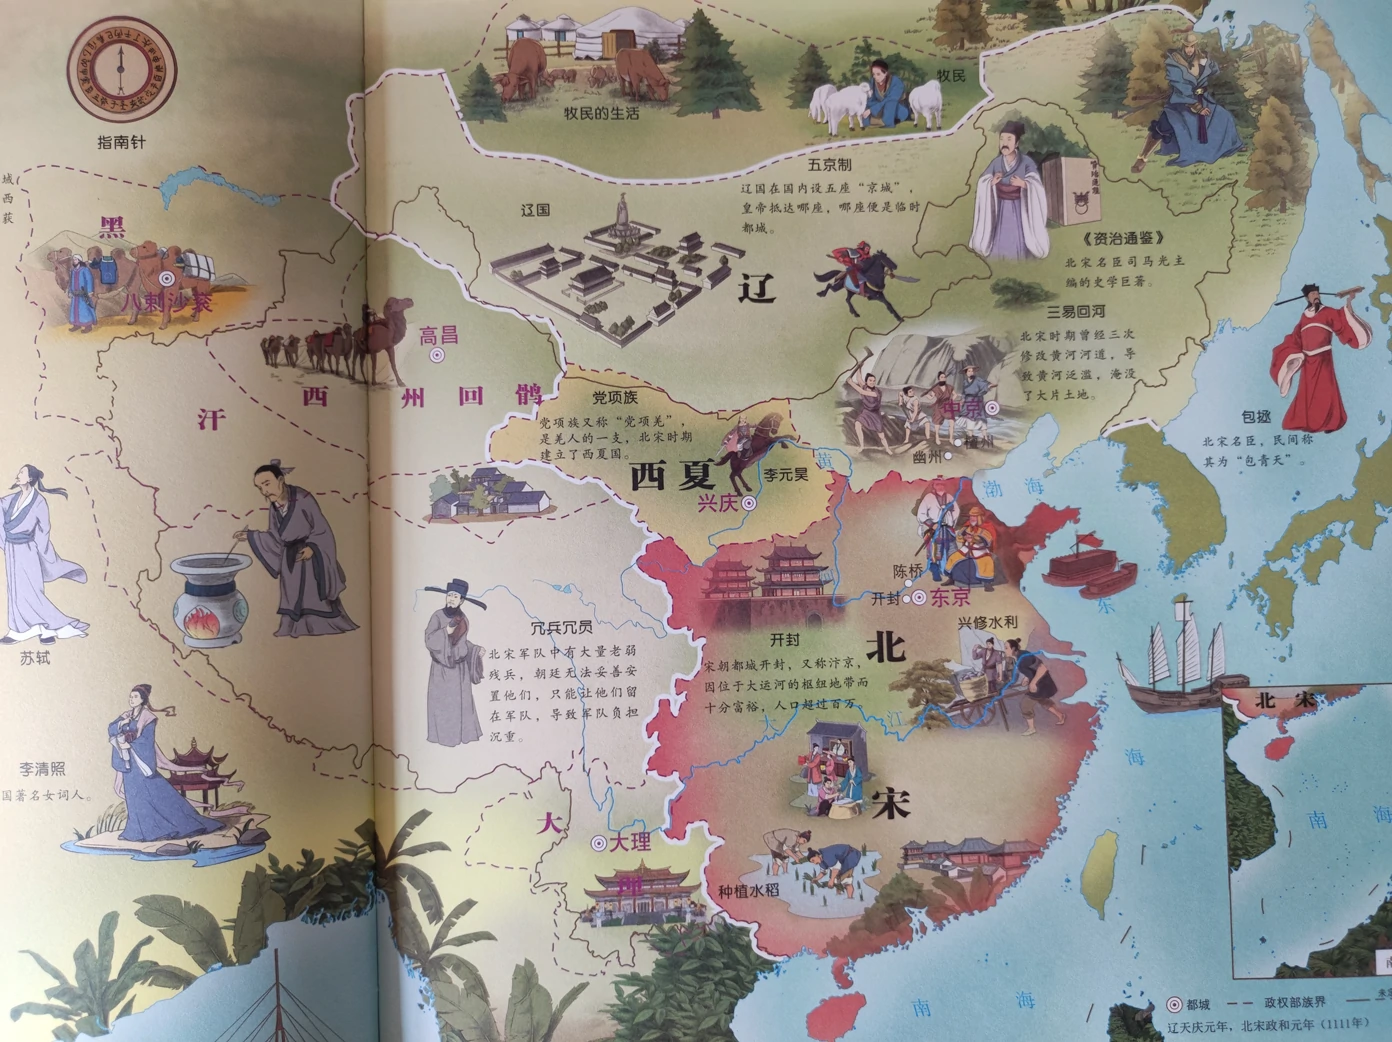 指南针
城
西
获
黑
八剌沙衮
汗
西州回鹘
高昌
苏轼
李清照
国著名女词人。
牧民的生活
牧民
辽国
五京制
辽国在国内设五座“京城”，
皇帝抵达哪座，哪座便是临时
都城。
辽
《资治通鉴》
北宋名臣司马光主
编的史学巨著。
三易回河
北宋时期曾经三次
修改黄河河道，导
致黄河泛滥，淹没
了大片土地。
中京
檀州
幽州
包拯
北宋名臣，民间称
其为“包青天”。
党项族
党项族又称“党项羌”，
是羌人的一支，北宋时期
建立了西夏国。
西夏
李元昊
兴庆
黄
渤海
陈桥
开封
东京
兴修水利
开封
宋朝都城开封，又称汴京，
因位于大运河的枢纽地带而
十分富裕，人口超过百万。
北
宋
大江
冗兵冗员
北宋军队中有大量老弱
残兵，朝廷无法妥善安
置他们，只能让他们留
在军队，导致军队负担
沉重。
大
大理
种植水稻
东
海
南海
北宋
南海
都城
政权部族界
辽天庆元年，北宋政和元年（1111年）